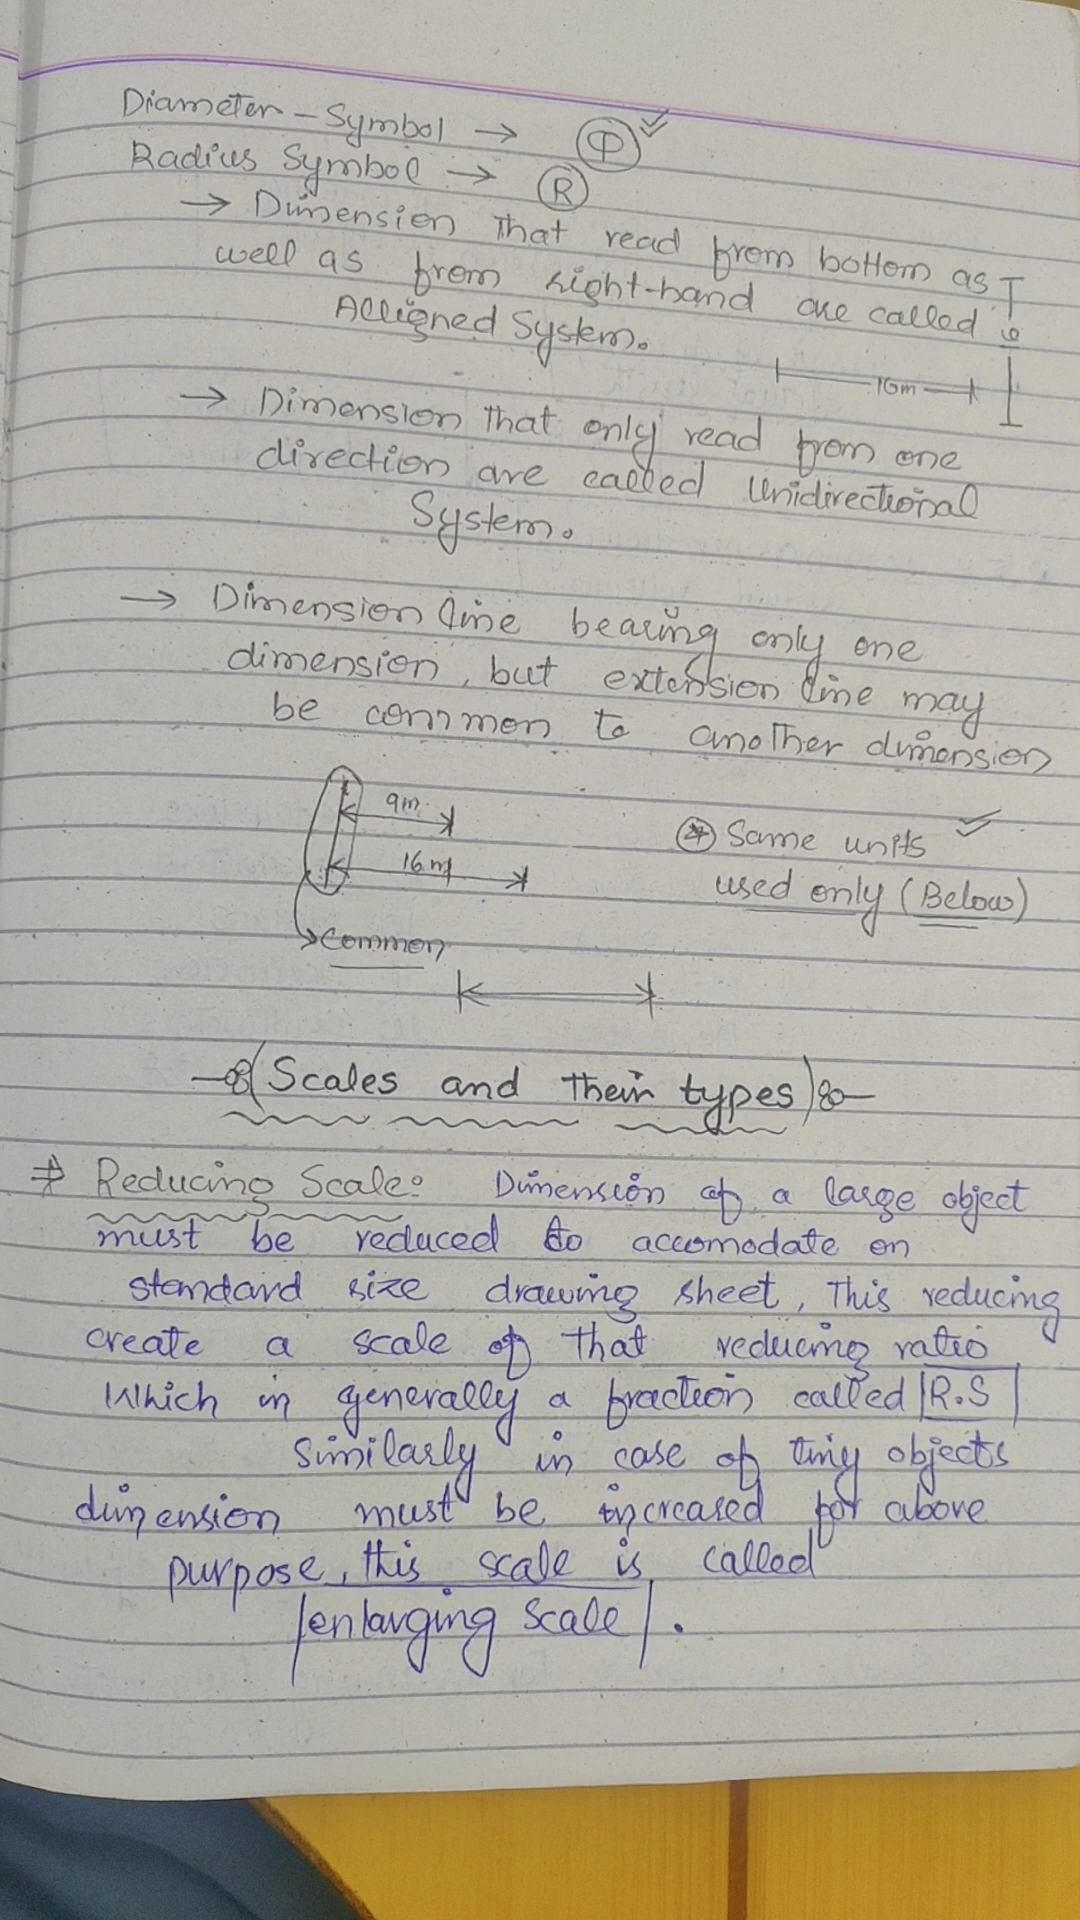 Diameter - Symbol → Φ
Radius Symbol → R
→ Dimension that read from bottom as
well as from right-hand are called
Alligned System.
16m
→ Dimension that only read from one
direction are called Unidirectional
System.
→ Dimension line bearing only one
dimension, but extension line may
be common to another dimension
9m
16m
Same units
used only (Below)
Common
Scales and their types
⇒ Reducing Scale: Dimension of a large object
must be reduced to accomodate on
standard size drawing sheet, This reducing
create a scale of that reducing ratio
Which in generally a fraction called R.S
Similarly in case of tiny objects
dimension must be increased for above
purpose, this scale is called
enlarging scale.